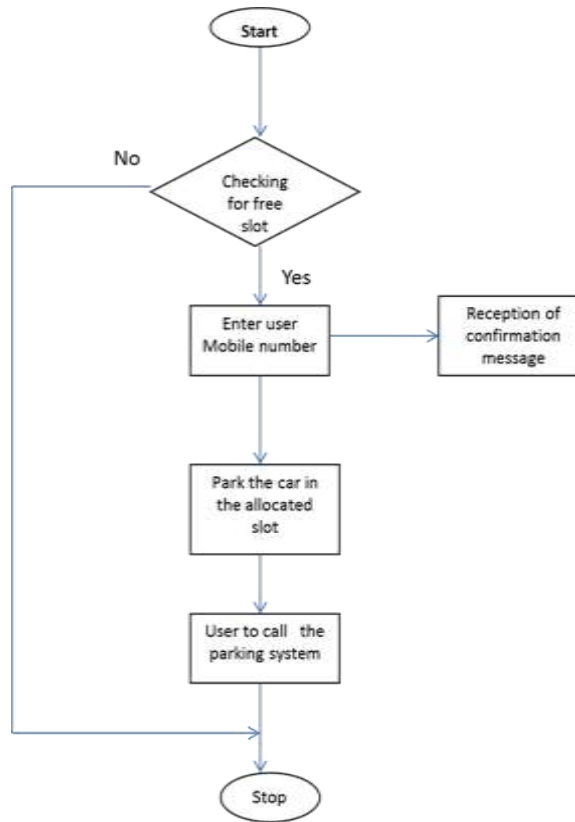 Start
No
Checking
for free
slot
Yes
Enter user
Mobile number
Reception of
confirmation
message
Park the car in
the allocated
slot
User to call the
parking system
Stop